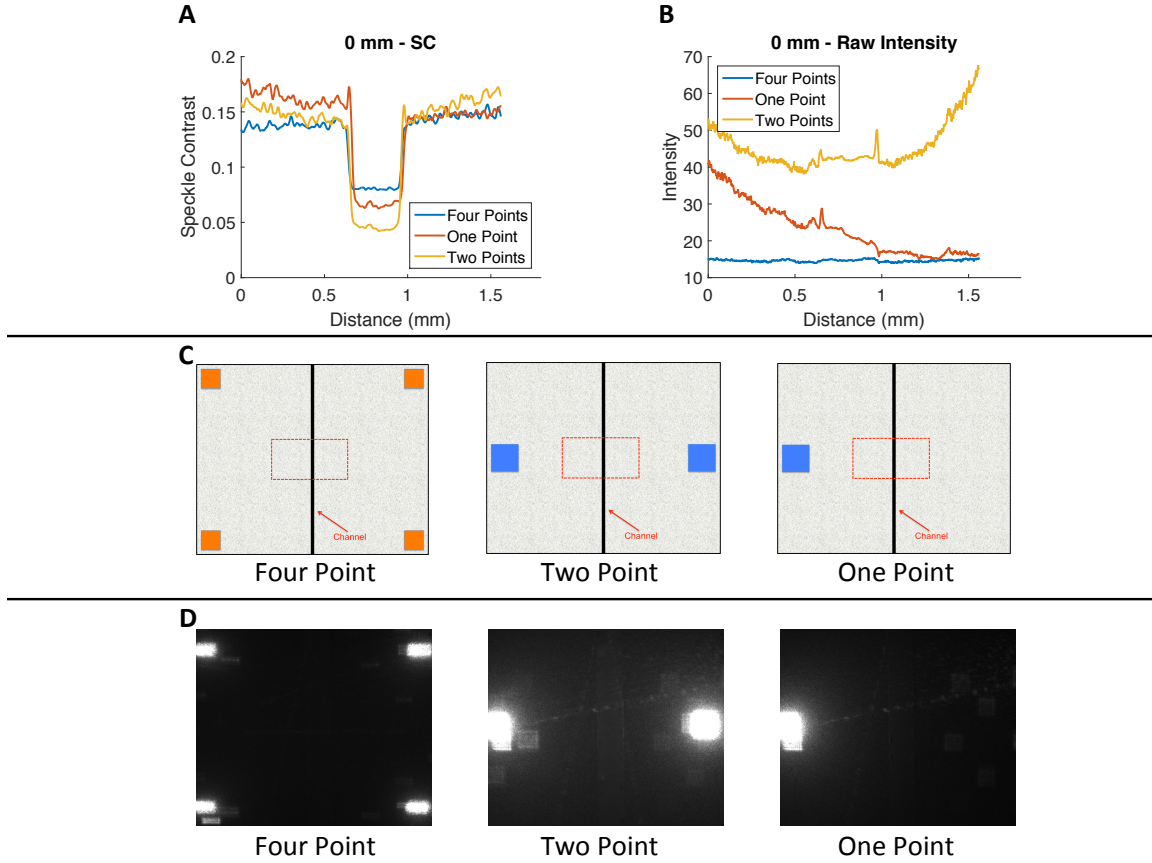 A
0 mm - SC
0.2
0.15
0.1
0.05
0
0
0.5
1
1.5
Speckle Contrast
Distance (mm)
Four Points
One Point
Two Points
B
0 mm - Raw Intensity
70
60
50
40
30
20
10
0
0.5
1
1.5
Intensity
Distance (mm)
Four Points
One Point
Two Points
C
Channel
Channel
Channel
Four Point
Two Point
One Point
D
Four Point
Two Point
One Point